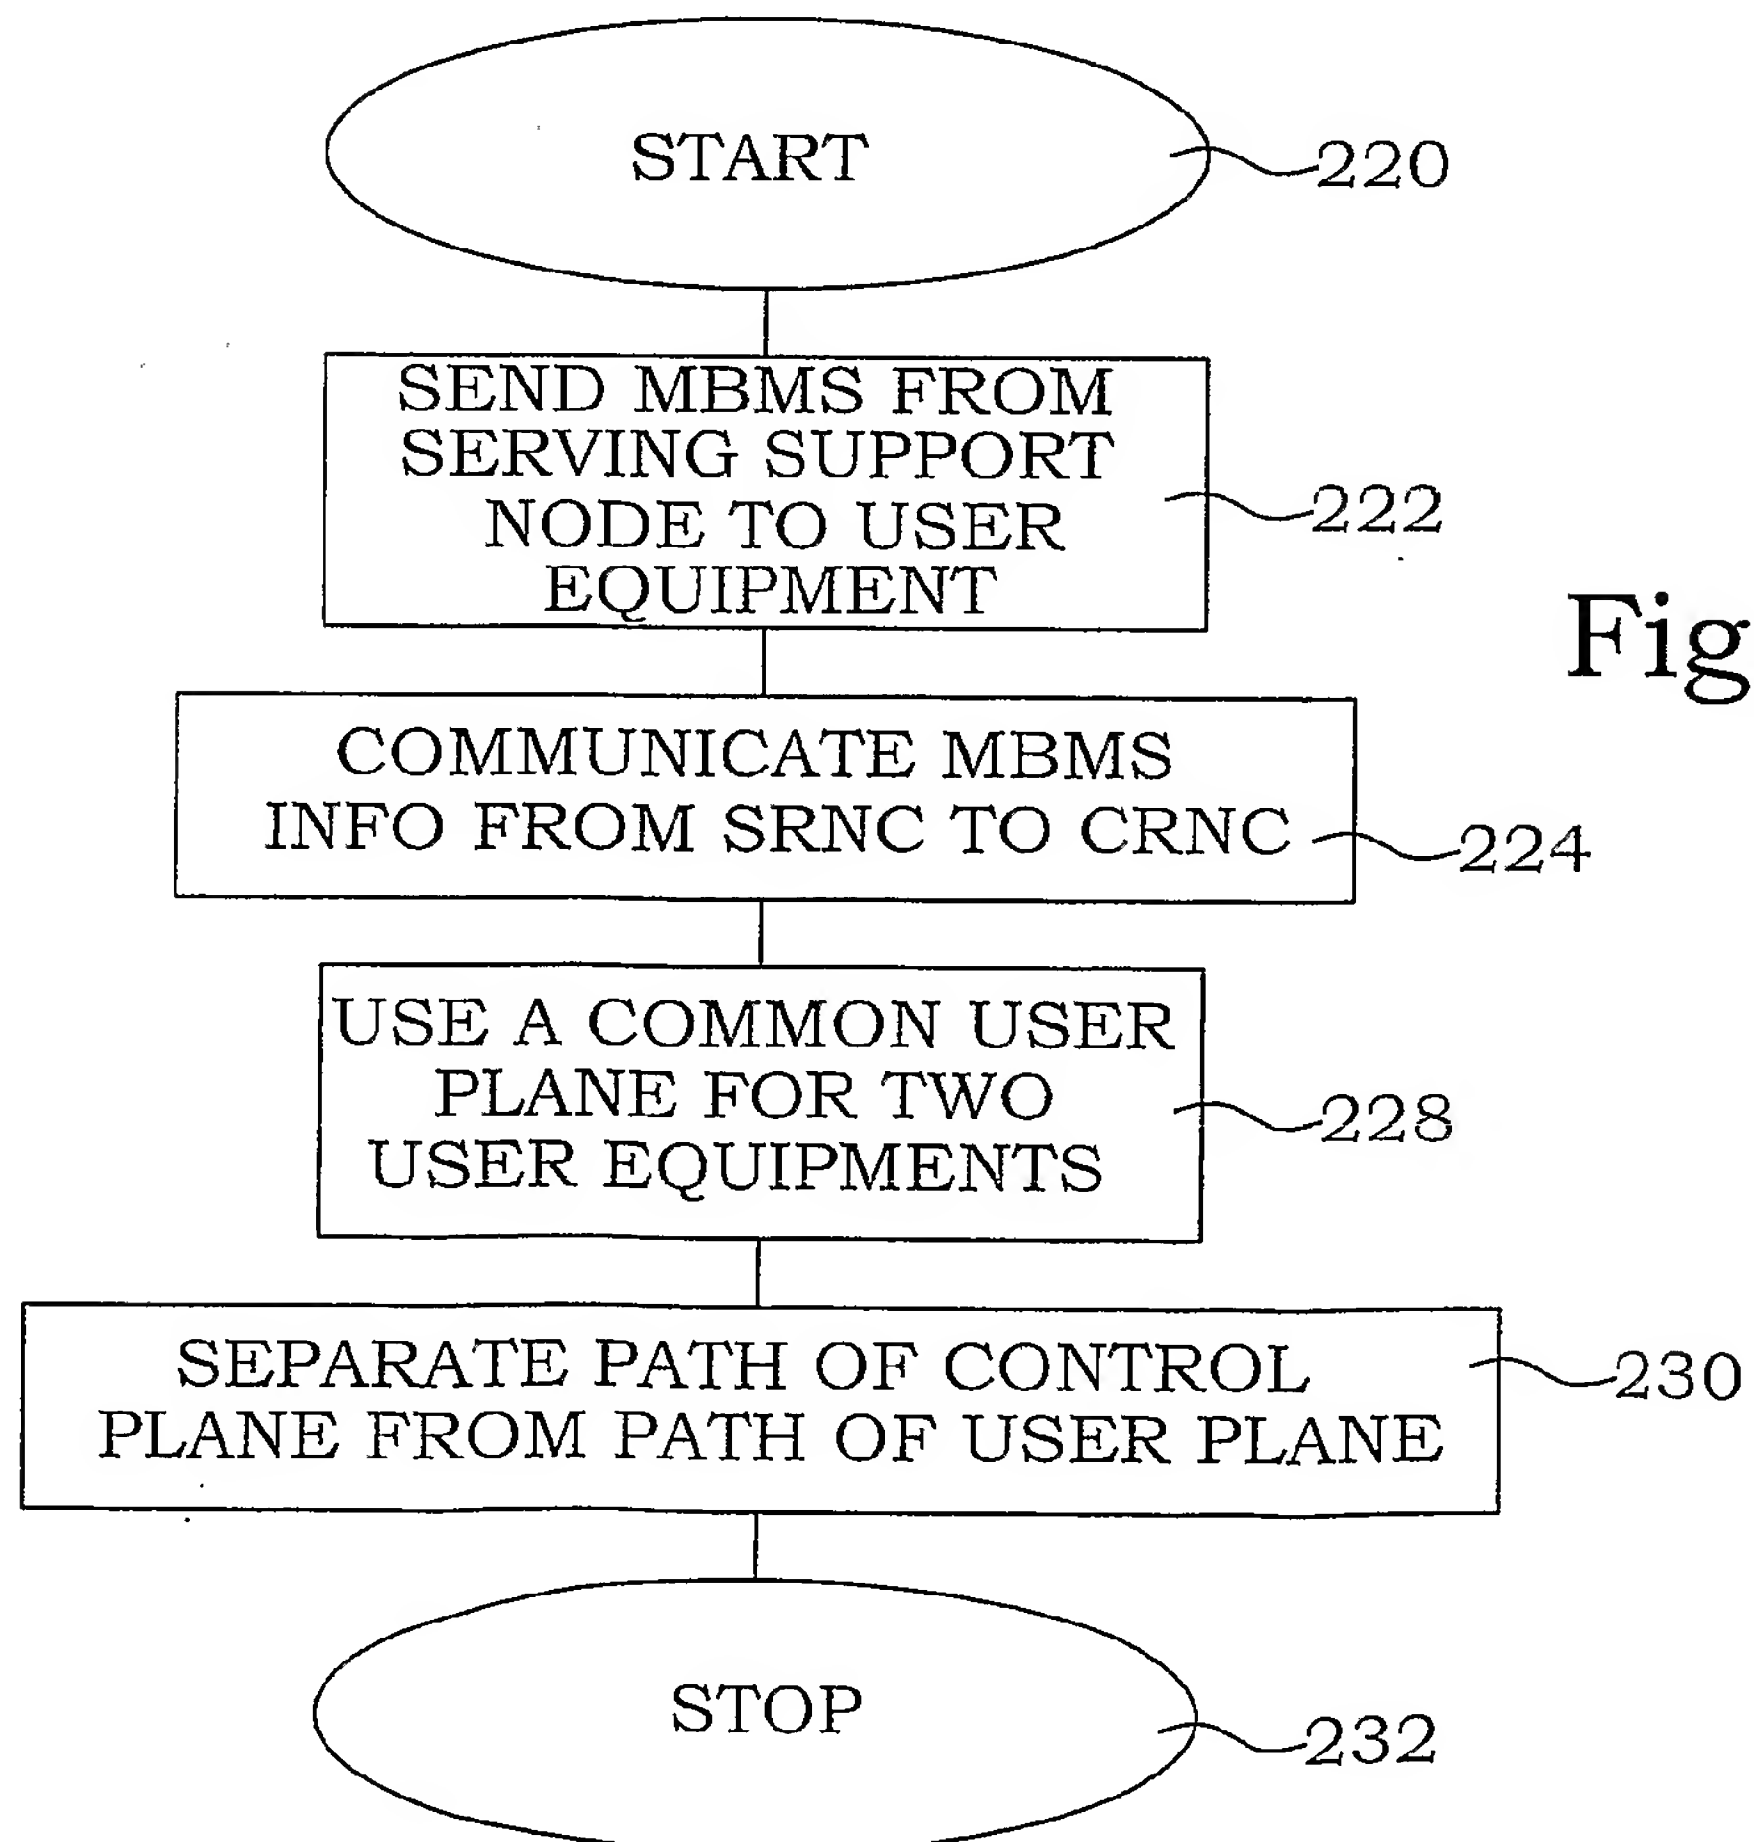 START
220
SEND MBMS FROM
SERVING SUPPORT
NODE TO USER
EQUIPMENT
222
Fig
COMMUNICATE MBMS
INFO FROM SRNC TO CRNC
224
USE A COMMON USER
PLANE FOR TWO
USER EQUIPMENTS
228
SEPARATE PATH OF CONTROL
PLANE FROM PATH OF USER PLANE
230
STOP
232